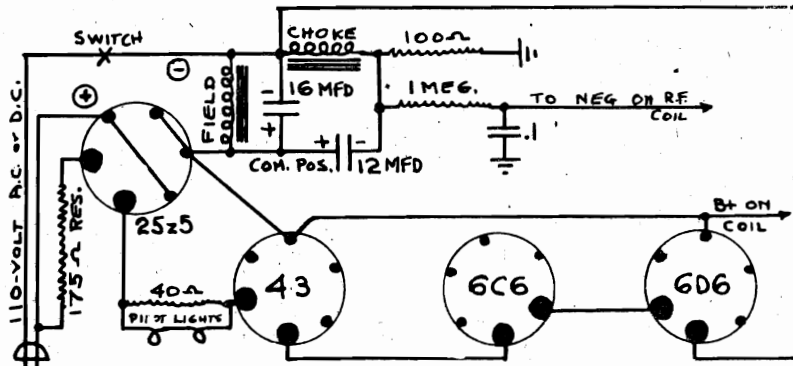 SWITCH
CHOKE
100Ω
⊖
16 MFD
1 MEG.
TO NEG ON R.F.
COIL
⊕
FIELD
- +
+ -
.1
COM. POS.
12 MFD
110-VOLT A.C. or D.C.
175Ω RES.
25z5
B+ ON
COIL
40Ω
PILOT LIGHTS
43
6C6
6D6